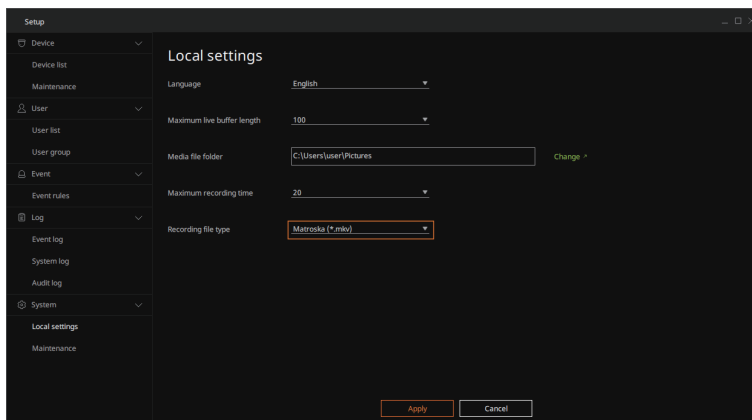 Setup
Device
Device list
Maintenance
User
User list
User group
Event
Event rules
Log
Event log
System log
Audit log
System
Local settings
Maintenance
Local settings
Language English
Maximum live buffer length 100
Media file folder C:\Users\user\Pictures Change
Maximum recording time 20
Recording file type Matroska (*.mkv)
Apply Cancel